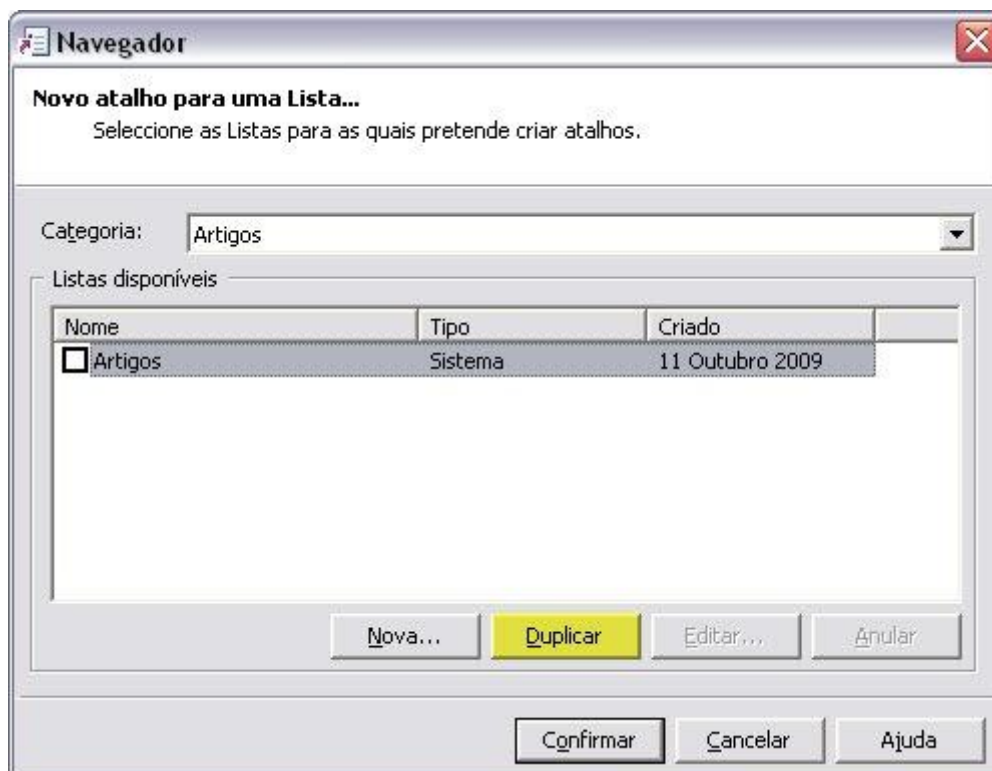 Navegador
Novo atalho para uma Lista...
Seleccione as Listas para as quais pretende criar atalhos.
Categoria: Artigos
Listas disponíveis
Nome Tipo Criado
Artigos Sistema 11 Outubro 2009
Nova... Duplicar Editar... Anular
Confirmar Cancelar Ajuda